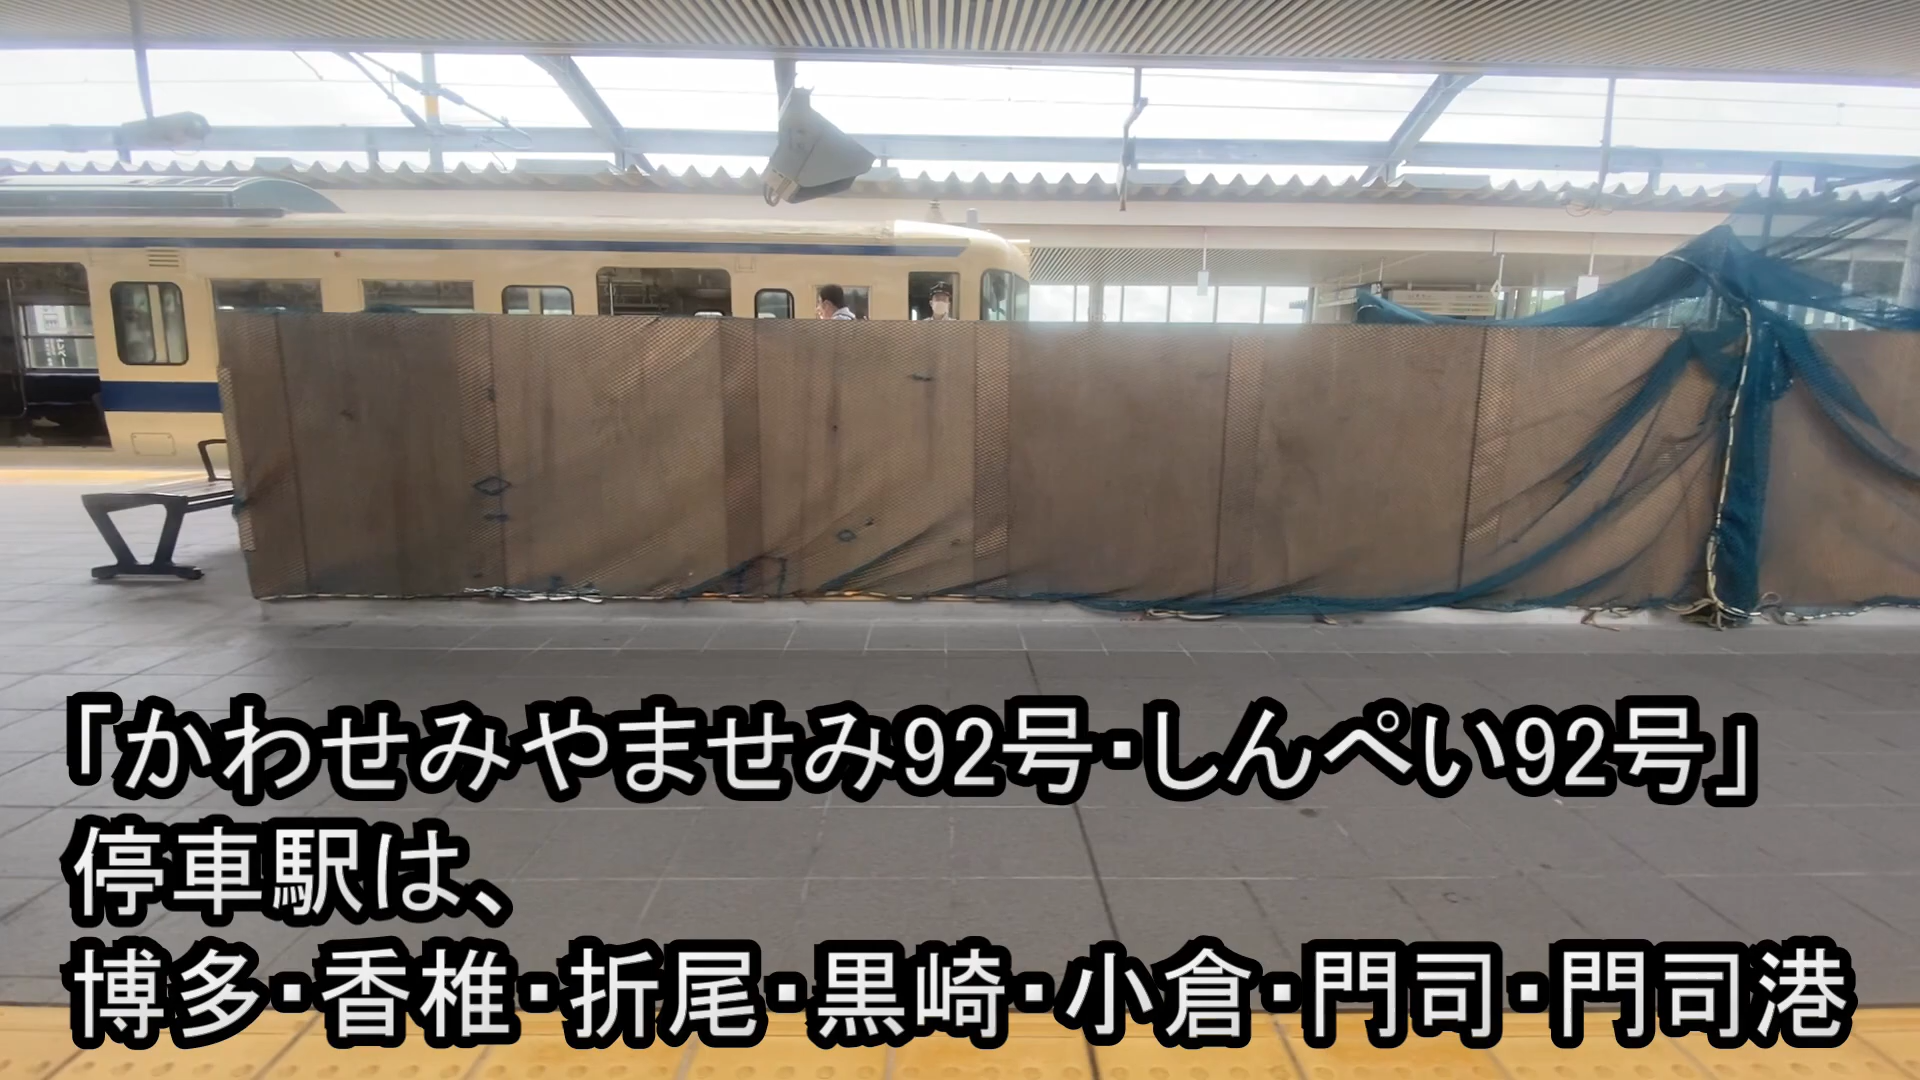 「かわせみやませみ92号・しんぺい92号」
停車駅は、
博多・香椎・折尾・黒崎・小倉・門司・門司港